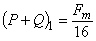 (P+Q)₁ = F_m/16